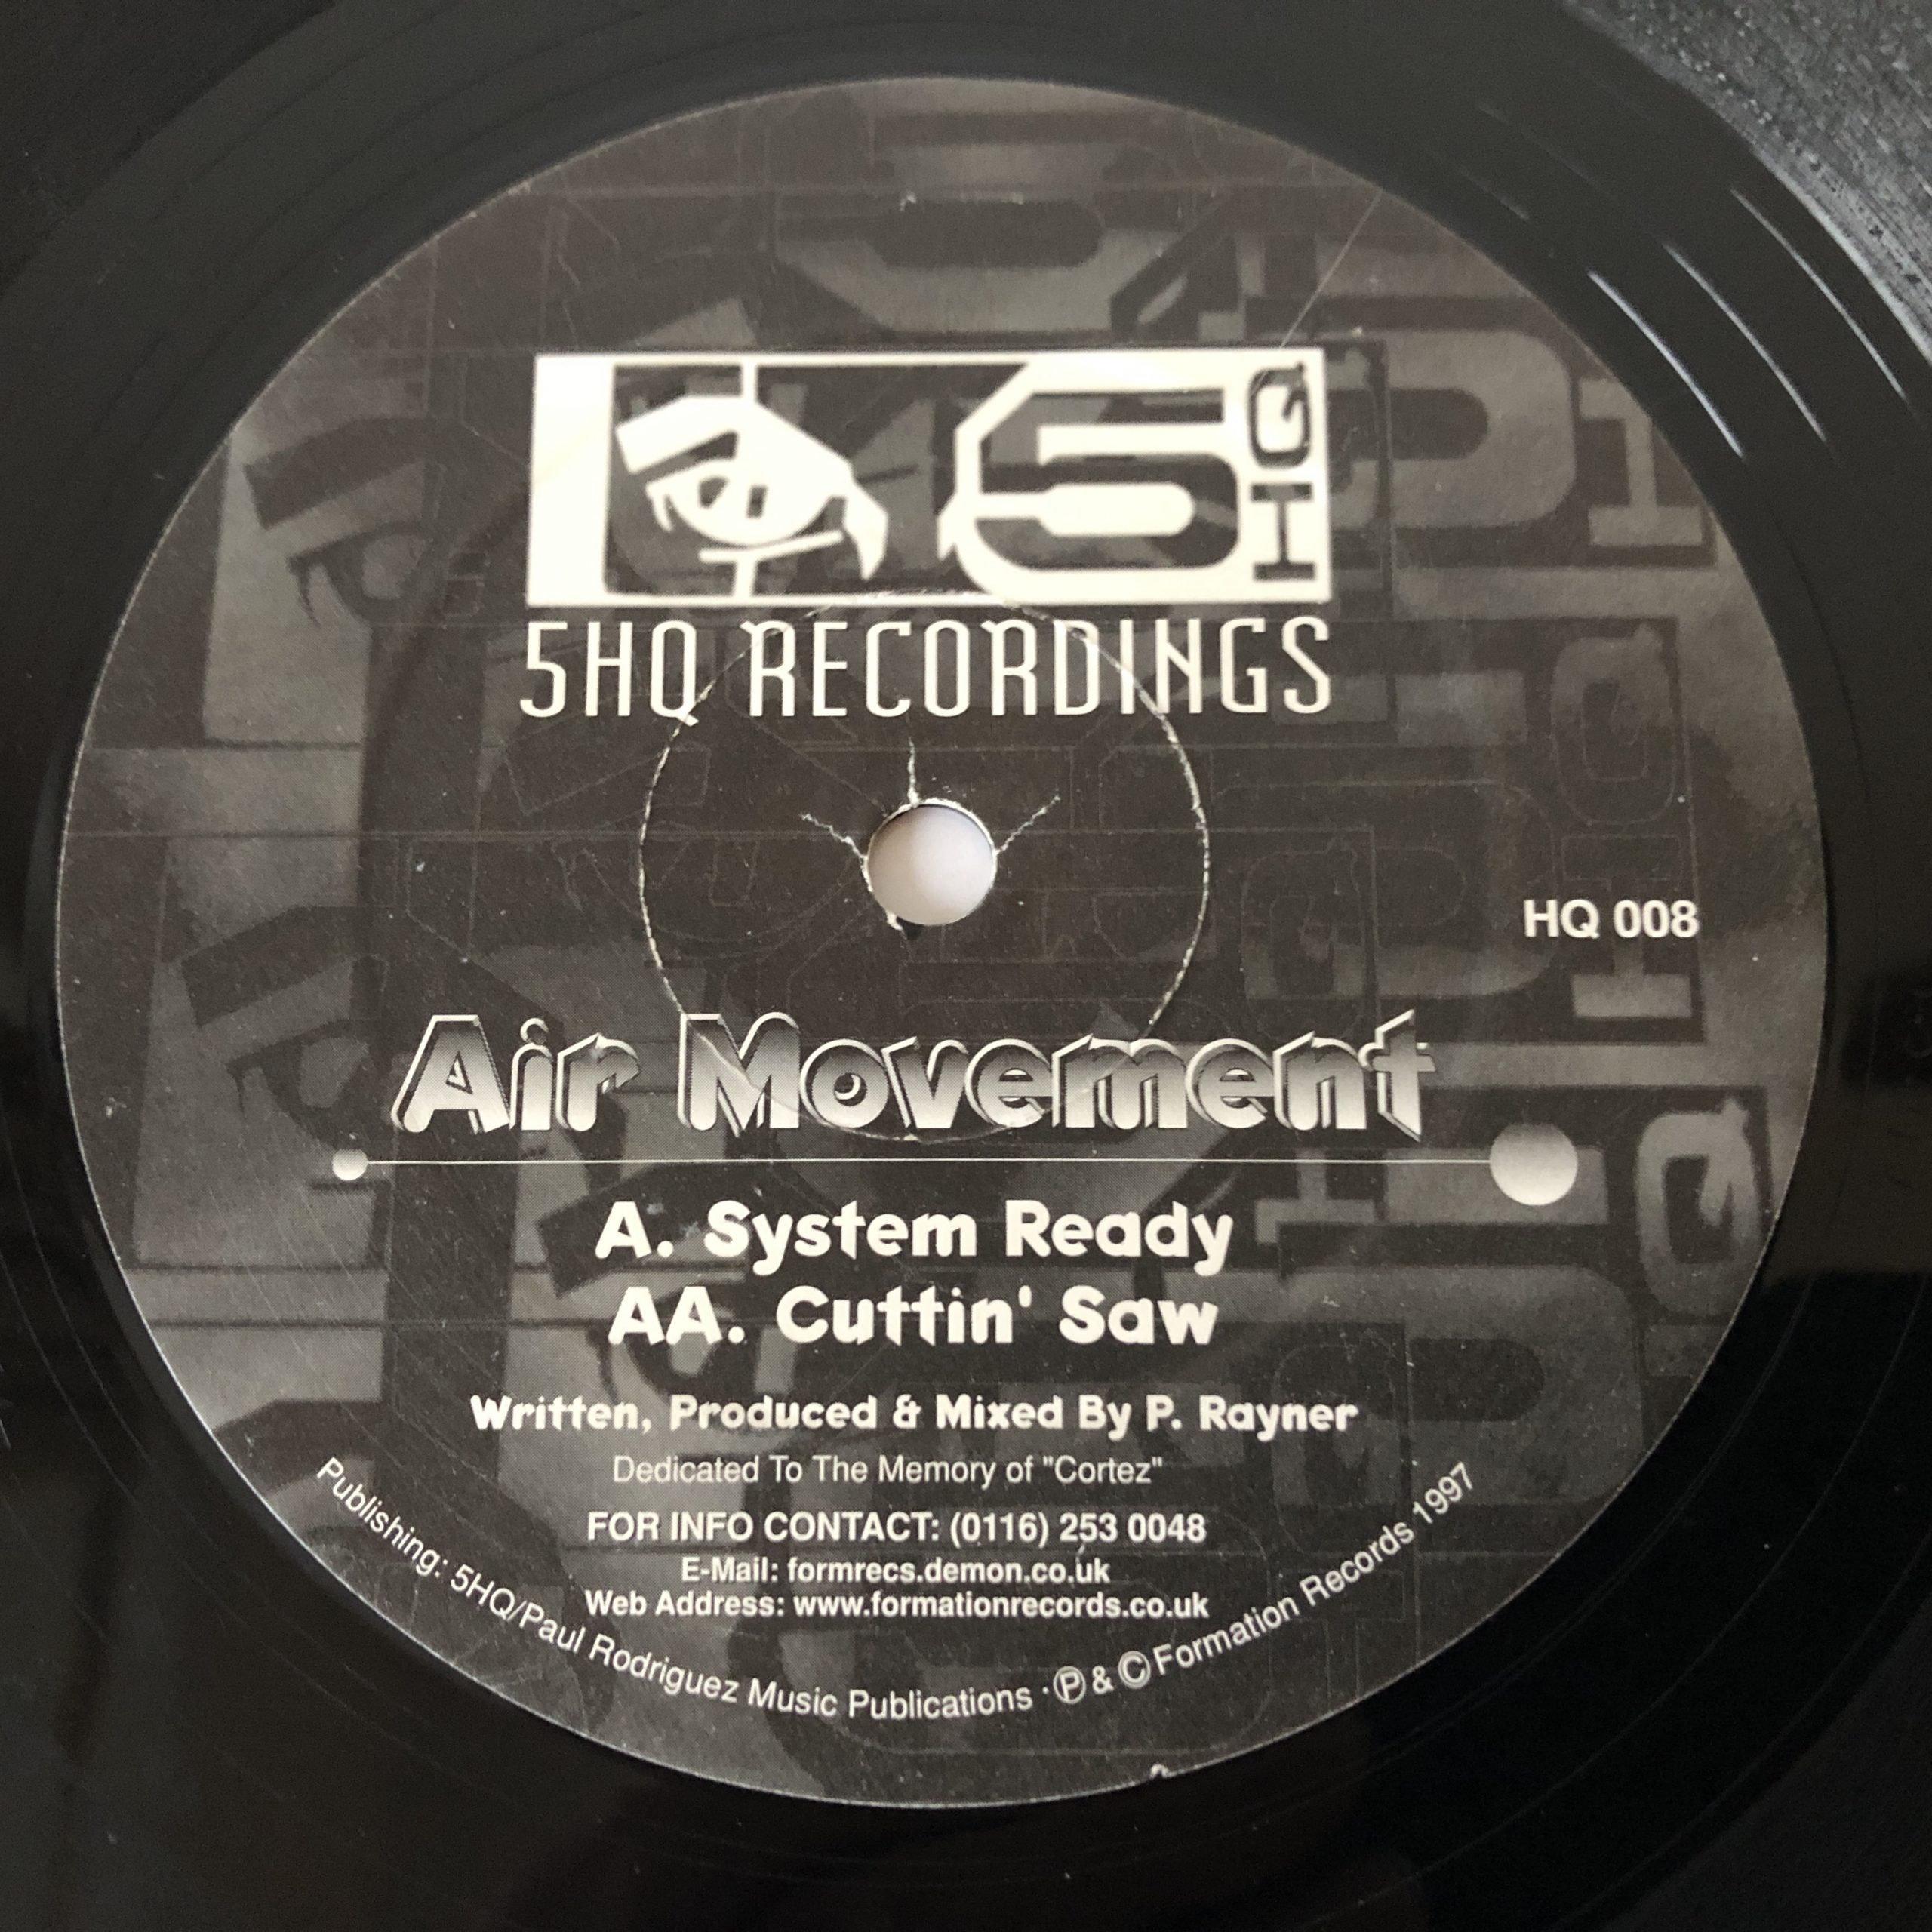 5 HQ
5HQ RECORDINGS
HQ 008
Air Movement
A. System Ready
AA. Cuttin' Saw
Written, Produced & Mixed By P. Rayner
Dedicated To The Memory of "Cortez"
FOR INFO CONTACT: (0116) 253 0048
E-Mail: formrecs.demon.co.uk
Web Address: www.formationrecords.co.uk
Publishing: 5HQ/Paul Rodriguez Music Publications · Ⓟ & © Formation Records 1997